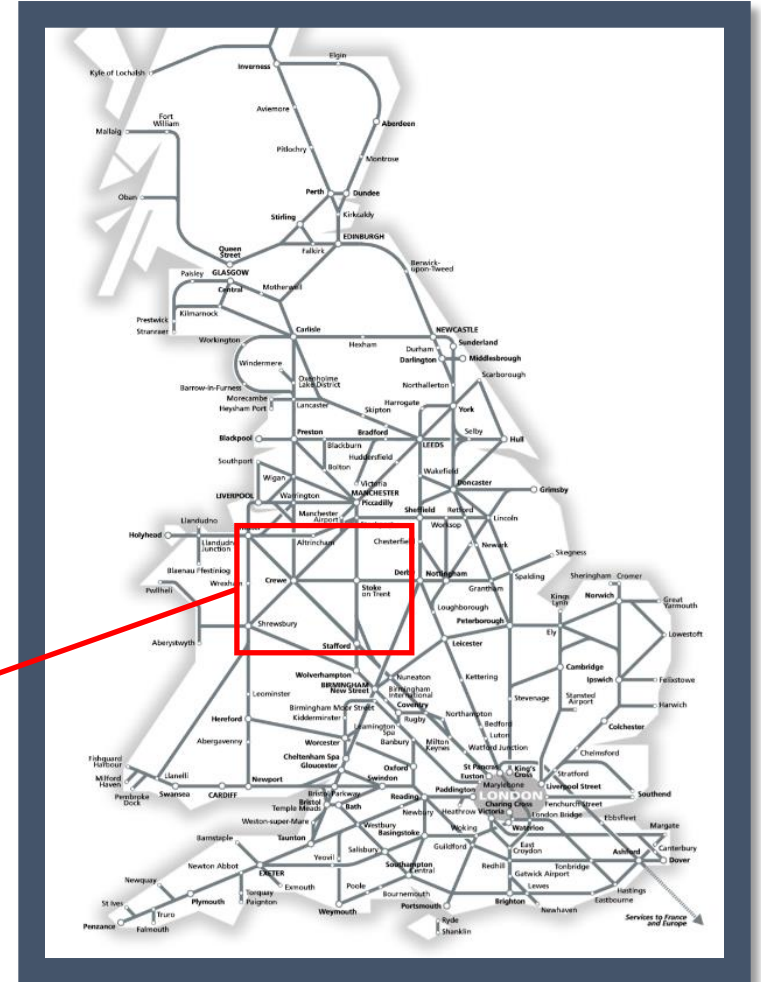 Elgin
Inverness
Kyle of Lochalsh
Aviemore
Fort
William
Aberdeen
Mallaig
Pitlochry
Montrose
Perth
Dundee
Oban
Stirling
Kirkcaldy
EDINBURGH
Queen
Street
Falkirk
Berwick-
upon-Tweed
Paisley
GLASGOW
Central
Motherwell
Prestwick
Kilmarnock
Stranraer
Carlisle
NEWCASTLE
Workington
Hexham
Sunderland
Durham
Darlington
Middlesbrough
Windermere
Scarborough
Oxenholme
Lake District
Barrow-in-Furness
Northallerton
Morecambe
Lancaster
Harrogate
York
Heysham Port
Skipton
Preston
Bradford
Selby
Blackpool
Blackburn
LEEDS
Hull
Southport
Huddersfield
Bolton
Wakefield
Wigan
Victoria
Doncaster
MANCHESTER
Grimsby
LIVERPOOL
Warrington
Piccadilly
Manchester
Airport
Sheffield
Retford
Lincoln
Llandudno
Worksop
Holyhead
Llandudno
Junction
Altrincham
Chesterfield
Newark
Skegness
Blaenau Ffestiniog
Wrexham
Crewe
Derby
Nottingham
Spalding
Sheringham
Cromer
Pwllheli
Stoke
on Trent
Grantham
Kings
Lynn
Norwich
Great
Yarmouth
Loughborough
Shrewsbury
Peterborough
Aberystwyth
Stafford
Ely
Lowestoft
Leicester
Wolverhampton
Nuneaton
Cambridge
BIRMINGHAM
New Street
Birmingham
International
Kettering
Ipswich
Felixstowe
Leominster
Coventry
Stevenage
Stansted
Airport
Birmingham Moor Street
Northampton
Harwich
Hereford
Kidderminster
Rugby
Bedford
Colchester
Leamington
Spa
Abergavenny
Worcester
Banbury
Milton
Keynes
Luton
Watford Junction
Chelmsford
Cheltenham Spa
Fishguard
Harbour
Gloucester
Oxford
St Pancras
King's
Cross
Euston
Stratford
Milford
Haven
Llanelli
Newport
Swindon
Marylebone
Liverpool Street
Pembroke
Dock
Swansea
CARDIFF
Bristol Parkway
Reading
Paddington
LONDON
Southend
Bristol
Temple Meads
Bath
Charing Cross
Fenchurch Street
Newbury
Heathrow
Victoria
London Bridge
Ebbsfleet
Weston-super-Mare
Waterloo
Margate
Barnstaple
Westbury
Basingstoke
Woking
Taunton
East
Croydon
Canterbury
Salisbury
Guildford
Ashford
Yeovil
Dover
Newton Abbot
Southampton
Central
Redhill
Tonbridge
EXETER
Gatwick Airport
Newquay
Exmouth
Poole
Lewes
Hastings
St Ives
Torquay
Bournemouth
Eastbourne
Plymouth
Paignton
Portsmouth
Brighton
Newhaven
Truro
Weymouth
Penzance
Falmouth
Ryde
Shanklin
Services to France
and Europe